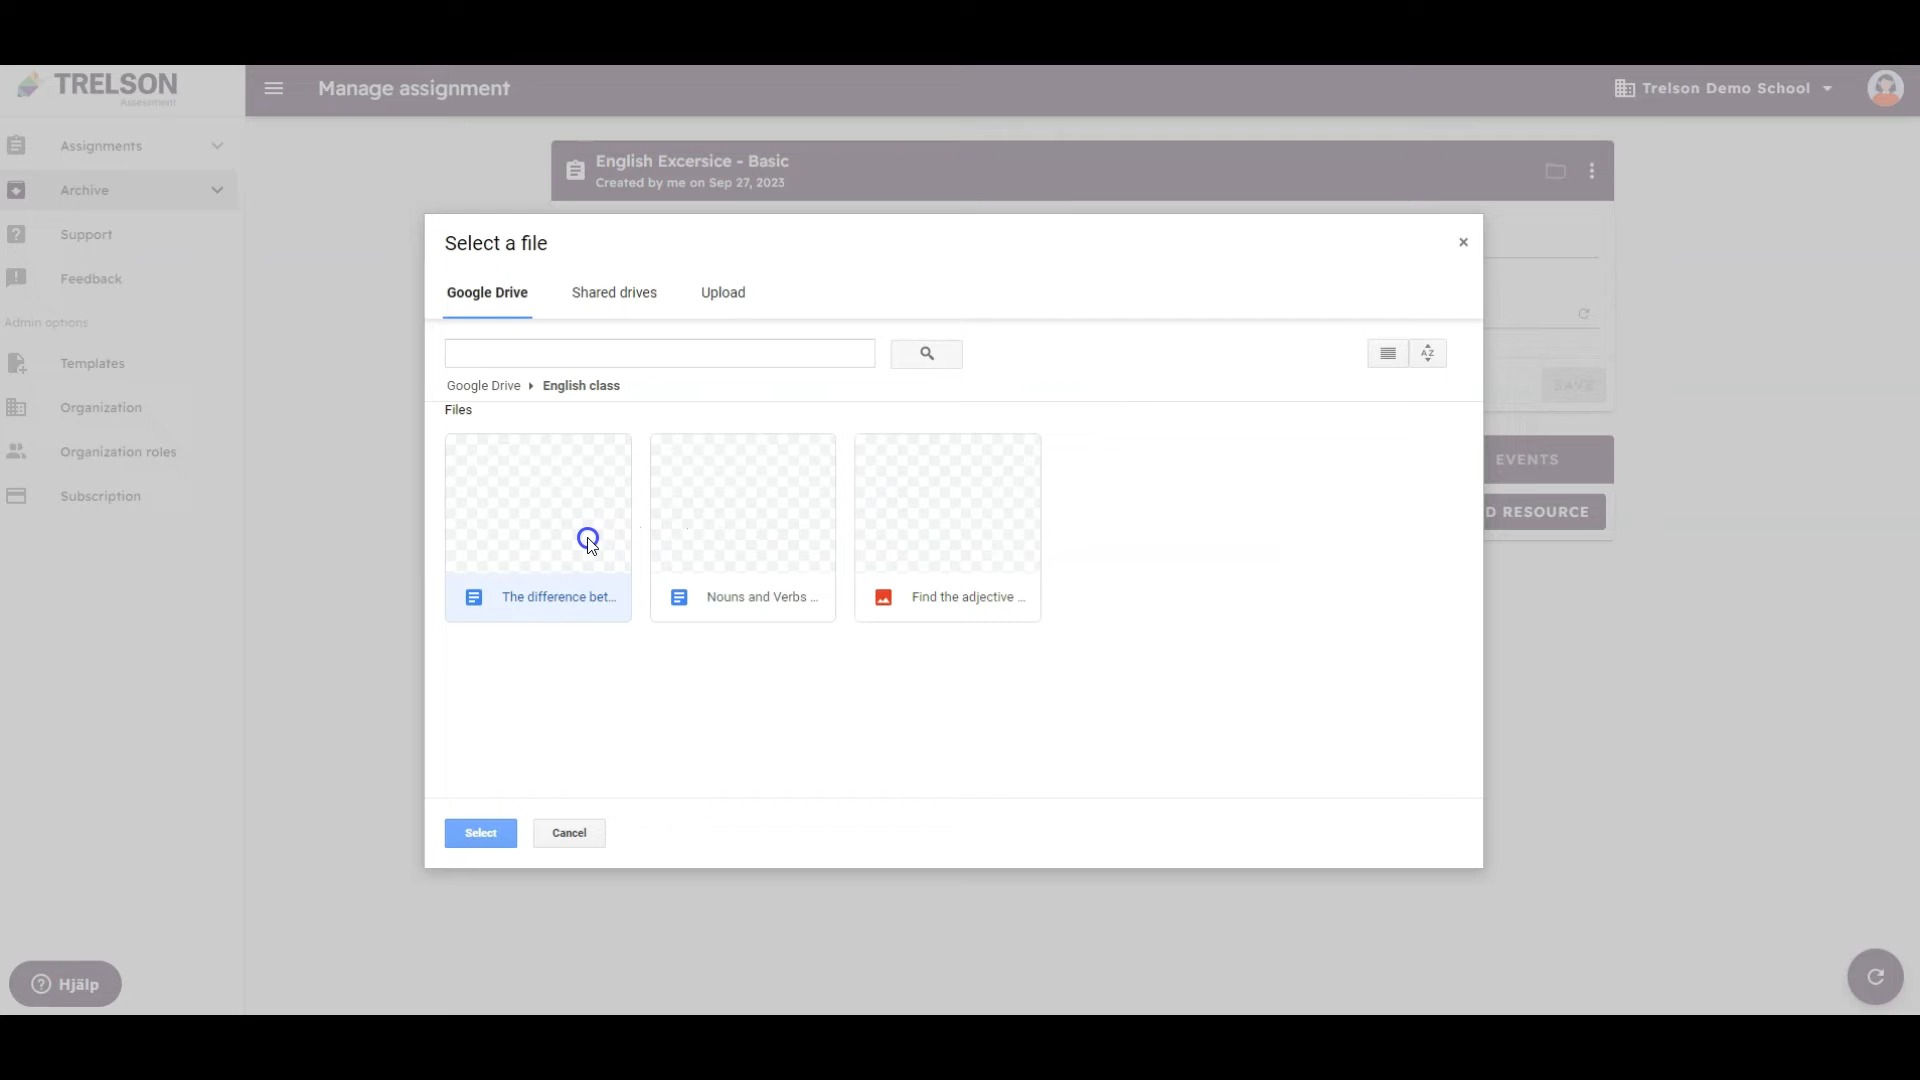 TRELSON
Assessment
Manage assignment
Trelson Demo School
Assignments
Archive
Support
Feedback
Admin options
Templates
Organization
Organization roles
Subscription
Hjälp
English Excersice - Basic
Created by me on Sep 27, 2023
SAVE
EVENTS
D RESOURCE
Select a file
×
Google Drive
Shared drives
Upload
AZ
Google Drive English class
Files
The difference bet...
Nouns and Verbs ...
Find the adjective ...
Select
Cancel